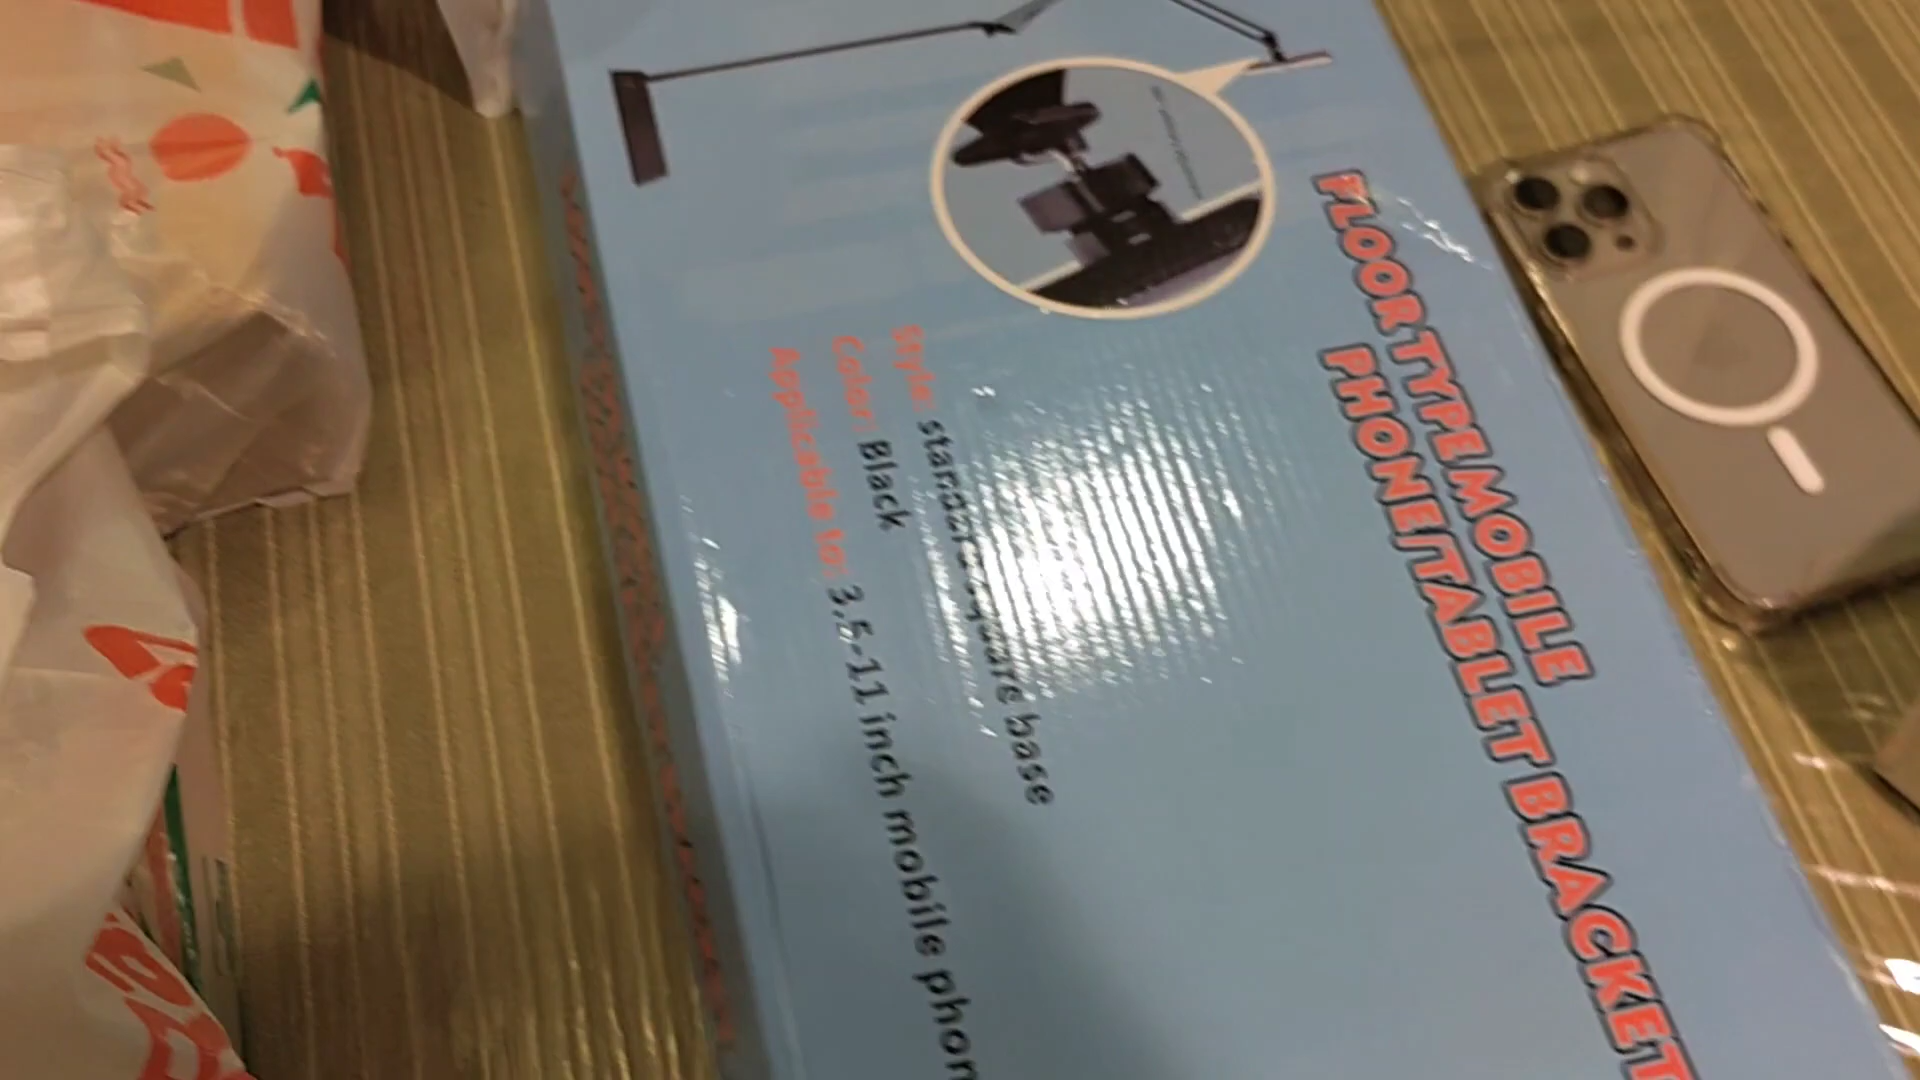 FLOOR TYPE MOBILE
PHONE/TABLET BRACKET
Style: standard square base
Color: Black
Applicable to: 3.5-11 inch mobile phon